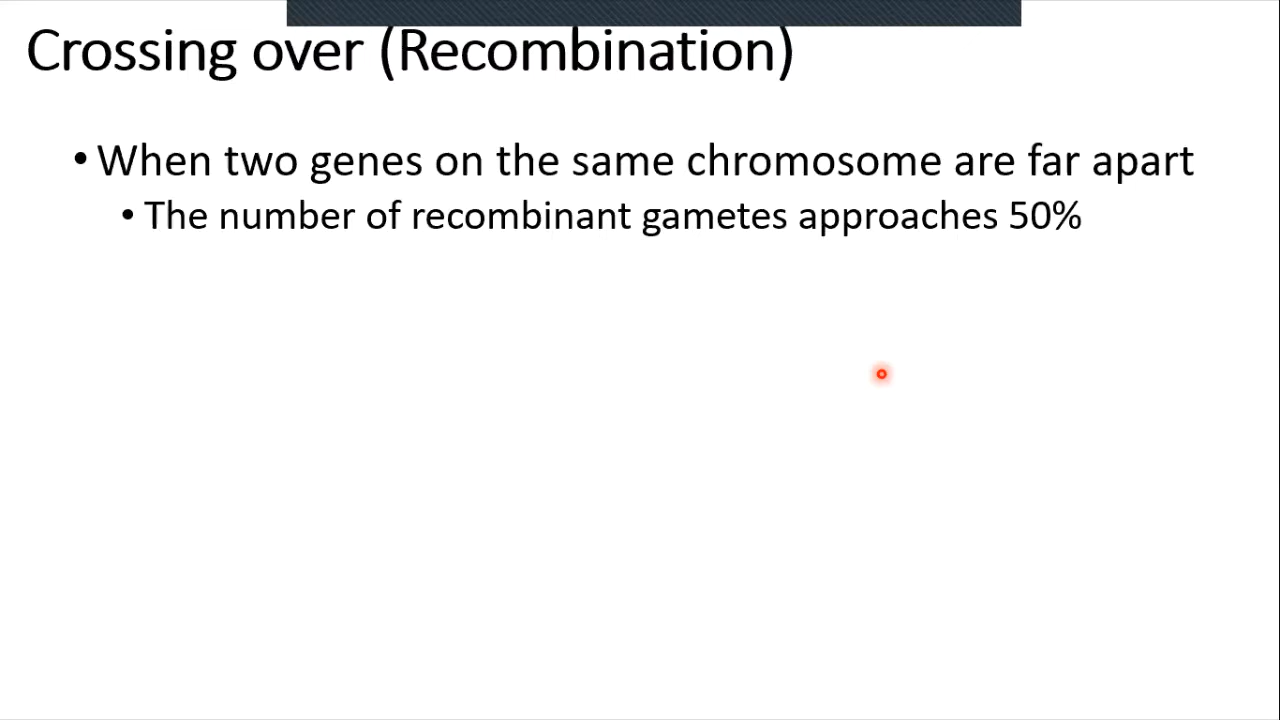 Crossing over (Recombination)
• When two genes on the same chromosome are far apart
• The number of recombinant gametes approaches 50%